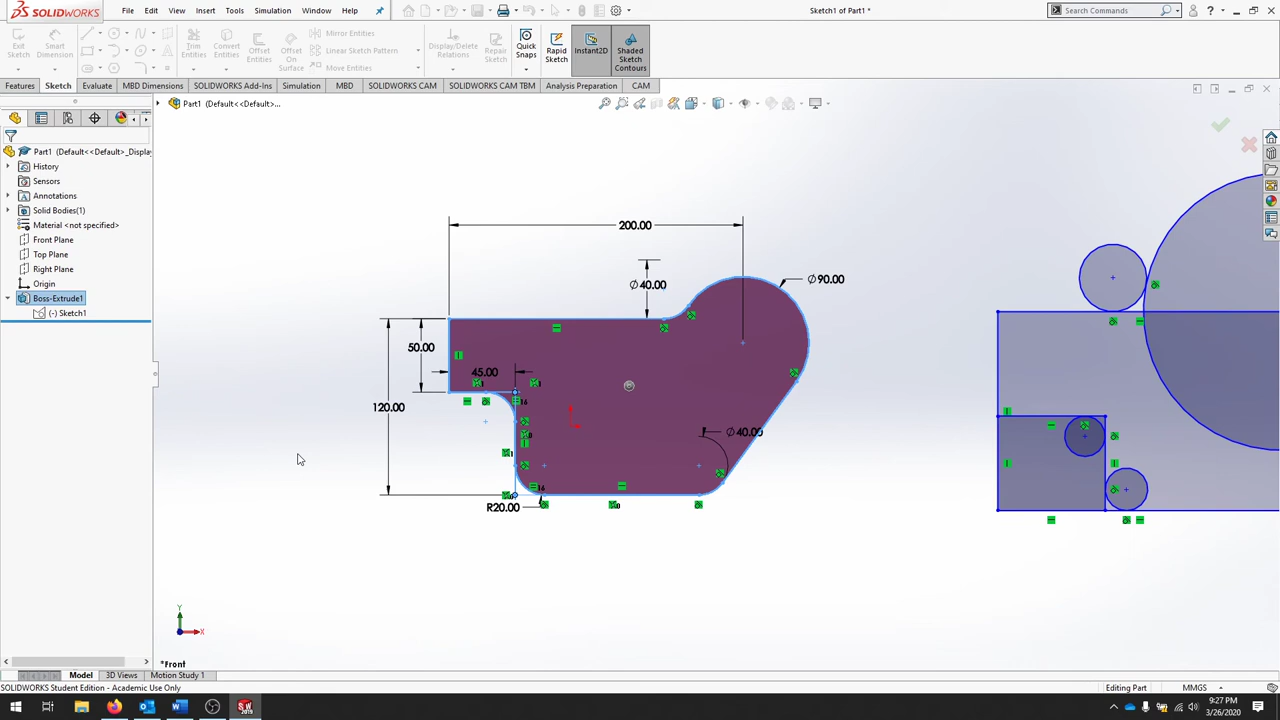 SOLIDWORKS File Edit View Insert Tools Simulation Window Help Sketch1 of Part1 * Search Commands
Exit Sketch Smart Dimension Trim Entities Convert Entities Offset Entities Offset On Surface Mirror Entities Linear Sketch Pattern Move Entities Display/Delete Relations Repair Sketch Quick Snaps Rapid Sketch Instant2D Shaded Sketch Contours
Features Sketch Evaluate MBD Dimensions SOLIDWORKS Add-Ins Simulation MBD SOLIDWORKS CAM SOLIDWORKS CAM TBM Analysis Preparation CAM
Part1 (Default<<Default>...
Part1 (Default<<Default>_Display
History
Sensors
Annotations
Solid Bodies(1)
Material <not specified>
Front Plane
Top Plane
Right Plane
Origin
Boss-Extrude1
(-) Sketch1
200.00
Ø40.00
Ø90.00
50.00
45.00
120.00
Ø40.00
R20.00
Y
X
*Front
Model 3D Views Motion Study 1
SOLIDWORKS Student Edition - Academic Use Only Editing Part MMGS
9:27 PM
3/26/2020